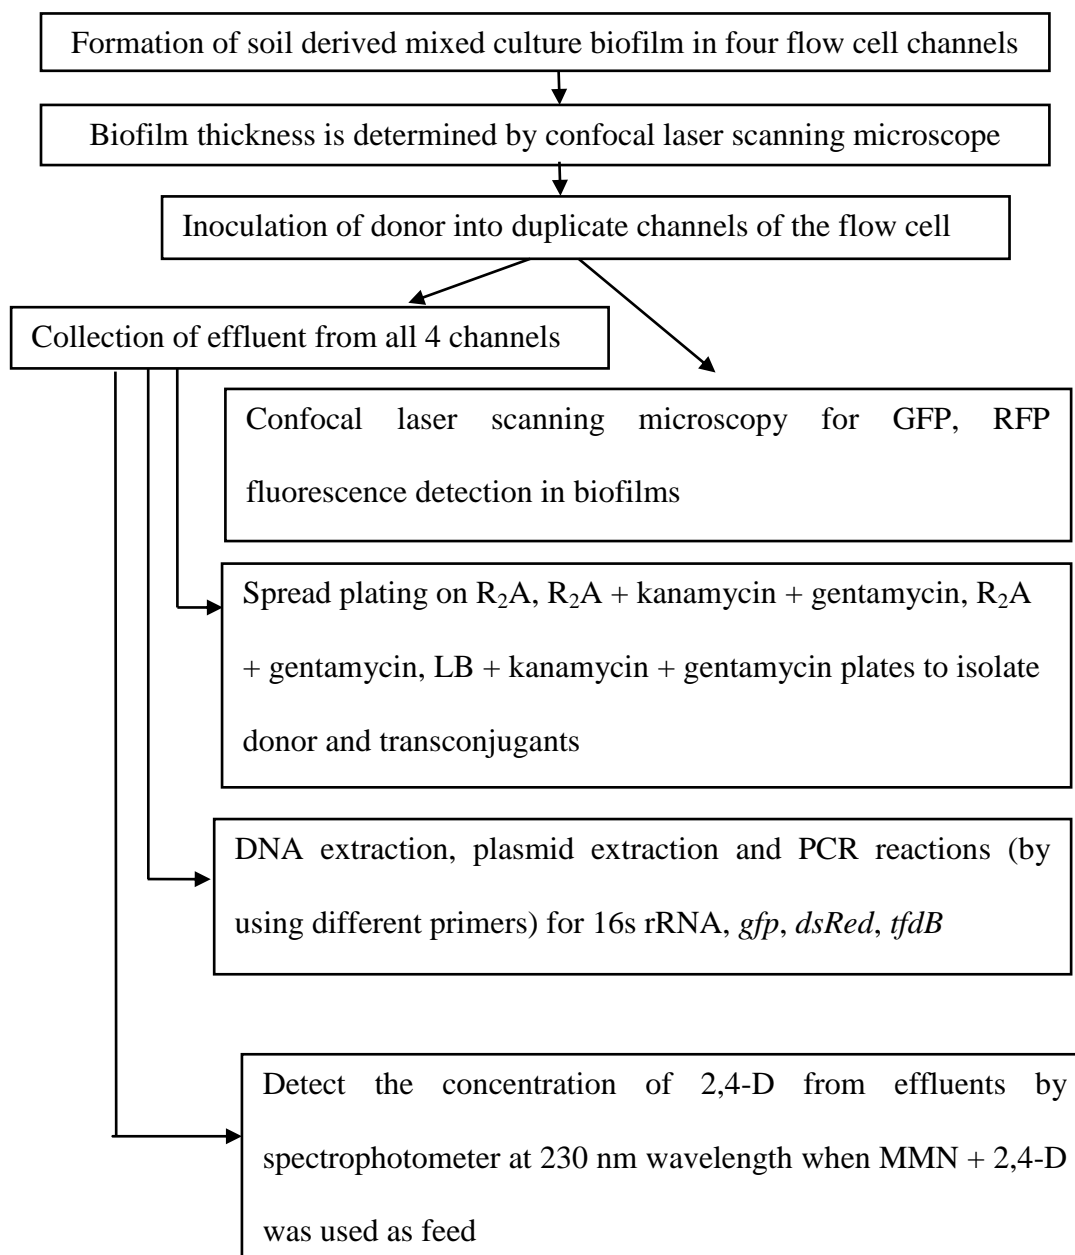 Formation of soil derived mixed culture biofilm in four flow cell channels
Biofilm thickness is determined by confocal laser scanning microscope
Inoculation of donor into duplicate channels of the flow cell
Collection of effluent from all 4 channels
Confocal laser scanning microscopy for GFP, RFP
fluorescence detection in biofilms
Spread plating on R₂A, R₂A + kanamycin + gentamycin, R₂A
+ gentamycin, LB + kanamycin + gentamycin plates to isolate
donor and transconjugants
DNA extraction, plasmid extraction and PCR reactions (by
using different primers) for 16s rRNA, gfp, dsRed, tfdB
Detect the concentration of 2,4-D from effluents by
spectrophotometer at 230 nm wavelength when MMN + 2,4-D
was used as feed